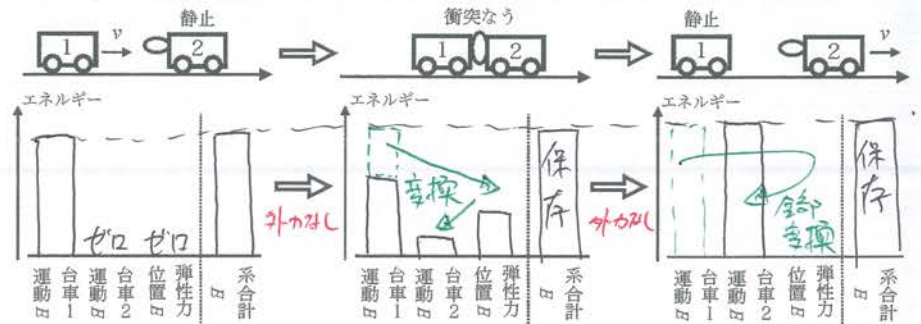 静止
衝突なう
静止
1
v
2
1
2
1
2
v
エネルギー
エネルギー
エネルギー
ゼロ
ゼロ
外力なし
変換
保存
外力なし
全部変換
保存
運動E
台車1
運動E
台車2
位置E
弾性力
E
系合計
運動E
台車1
運動E
台車2
位置E
弾性力
E
系合計
運動E
台車1
運動E
台車2
位置E
弾性力
E
系合計